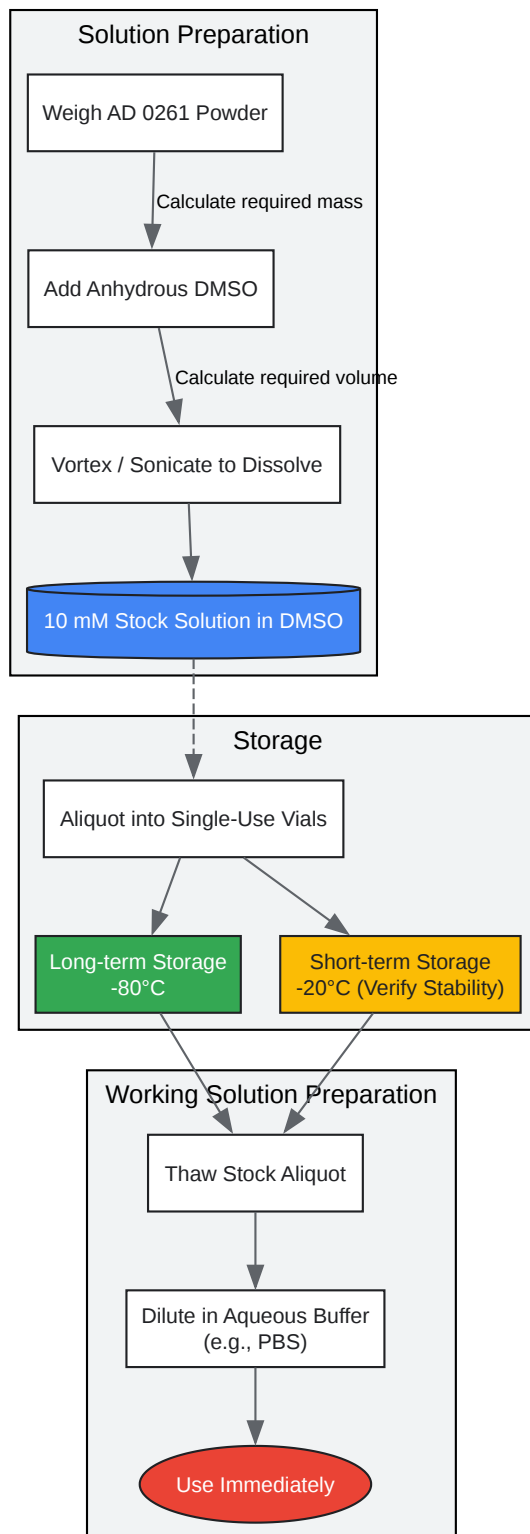 Solution Preparation
Weigh AD 0261 Powder
Calculate required mass
Add Anhydrous DMSO
Calculate required volume
Vortex / Sonicate to Dissolve
10 mM Stock Solution in DMSO
Storage
Aliquot into Single-Use Vials
Long-term Storage
-80°C
Short-term Storage
-20°C (Verify Stability)
Working Solution Preparation
Thaw Stock Aliquot
Dilute in Aqueous Buffer
(e.g., PBS)
Use Immediately